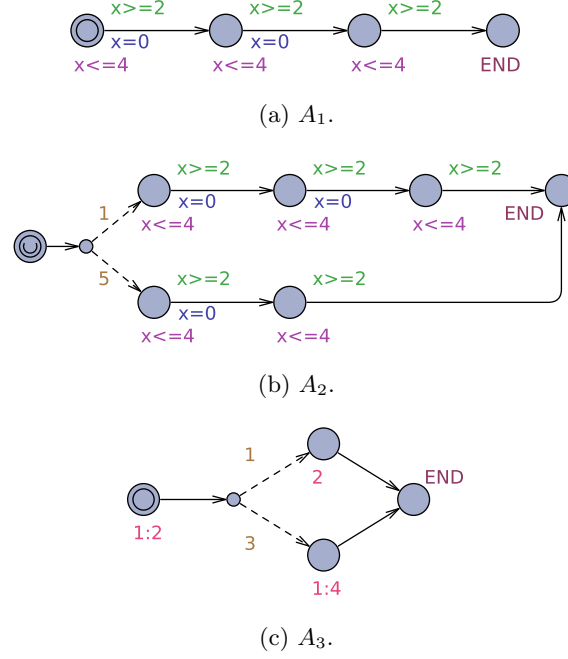 x>=2 x>=2 x>=2
x=0 x=0
x<=4 x<=4 x<=4 END
(a) A₁.
x>=2 x>=2 x>=2
1 x=0 x=0 END
x<=4 x<=4 x<=4
U
5 x>=2 x>=2
x=0
x<=4 x<=4
(b) A₂.
1 2 END
1:2
3 1:4
(c) A₃.